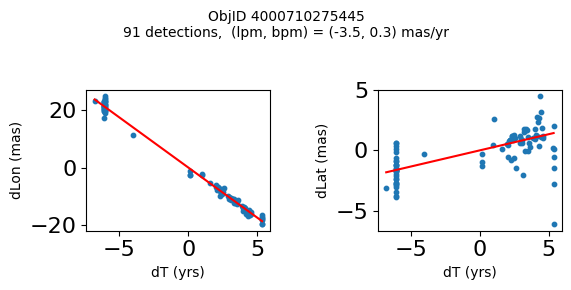 ObjID 4000710275445
91 detections,  (lpm, bpm) = (-3.5, 0.3) mas/yr
dLon (mas)
20
0
−20
−5
0
5
dT (yrs)
dLat (mas)
5
0
−5
−5
0
5
dT (yrs)